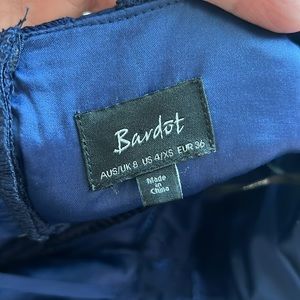 Bardot
AUS/UK 8 US 4/XS EUR 36
Made
in
China